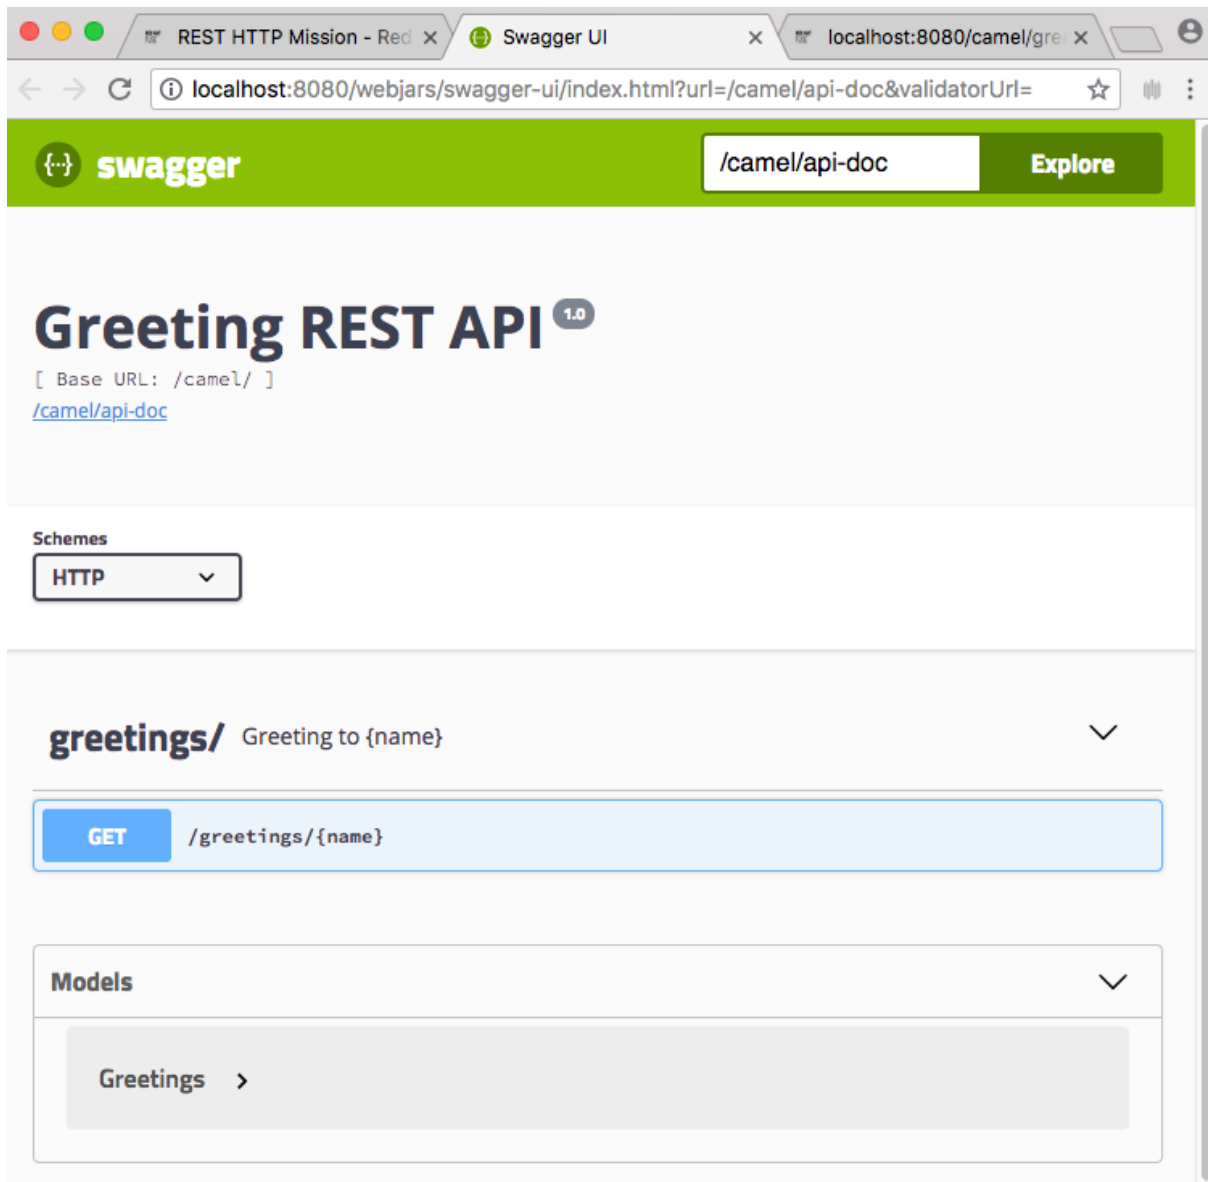 REST HTTP Mission - Red
Swagger UI
localhost:8080/camel/gre
localhost:8080/webjars/swagger-ui/index.html?url=/camel/api-doc&validatorUrl=
{···} swagger
/camel/api-doc
Explore
Greeting REST API 1.0
[ Base URL: /camel/ ]
/camel/api-doc
Schemes
HTTP
greetings/ Greeting to {name}
GET /greetings/{name}
Models
Greetings